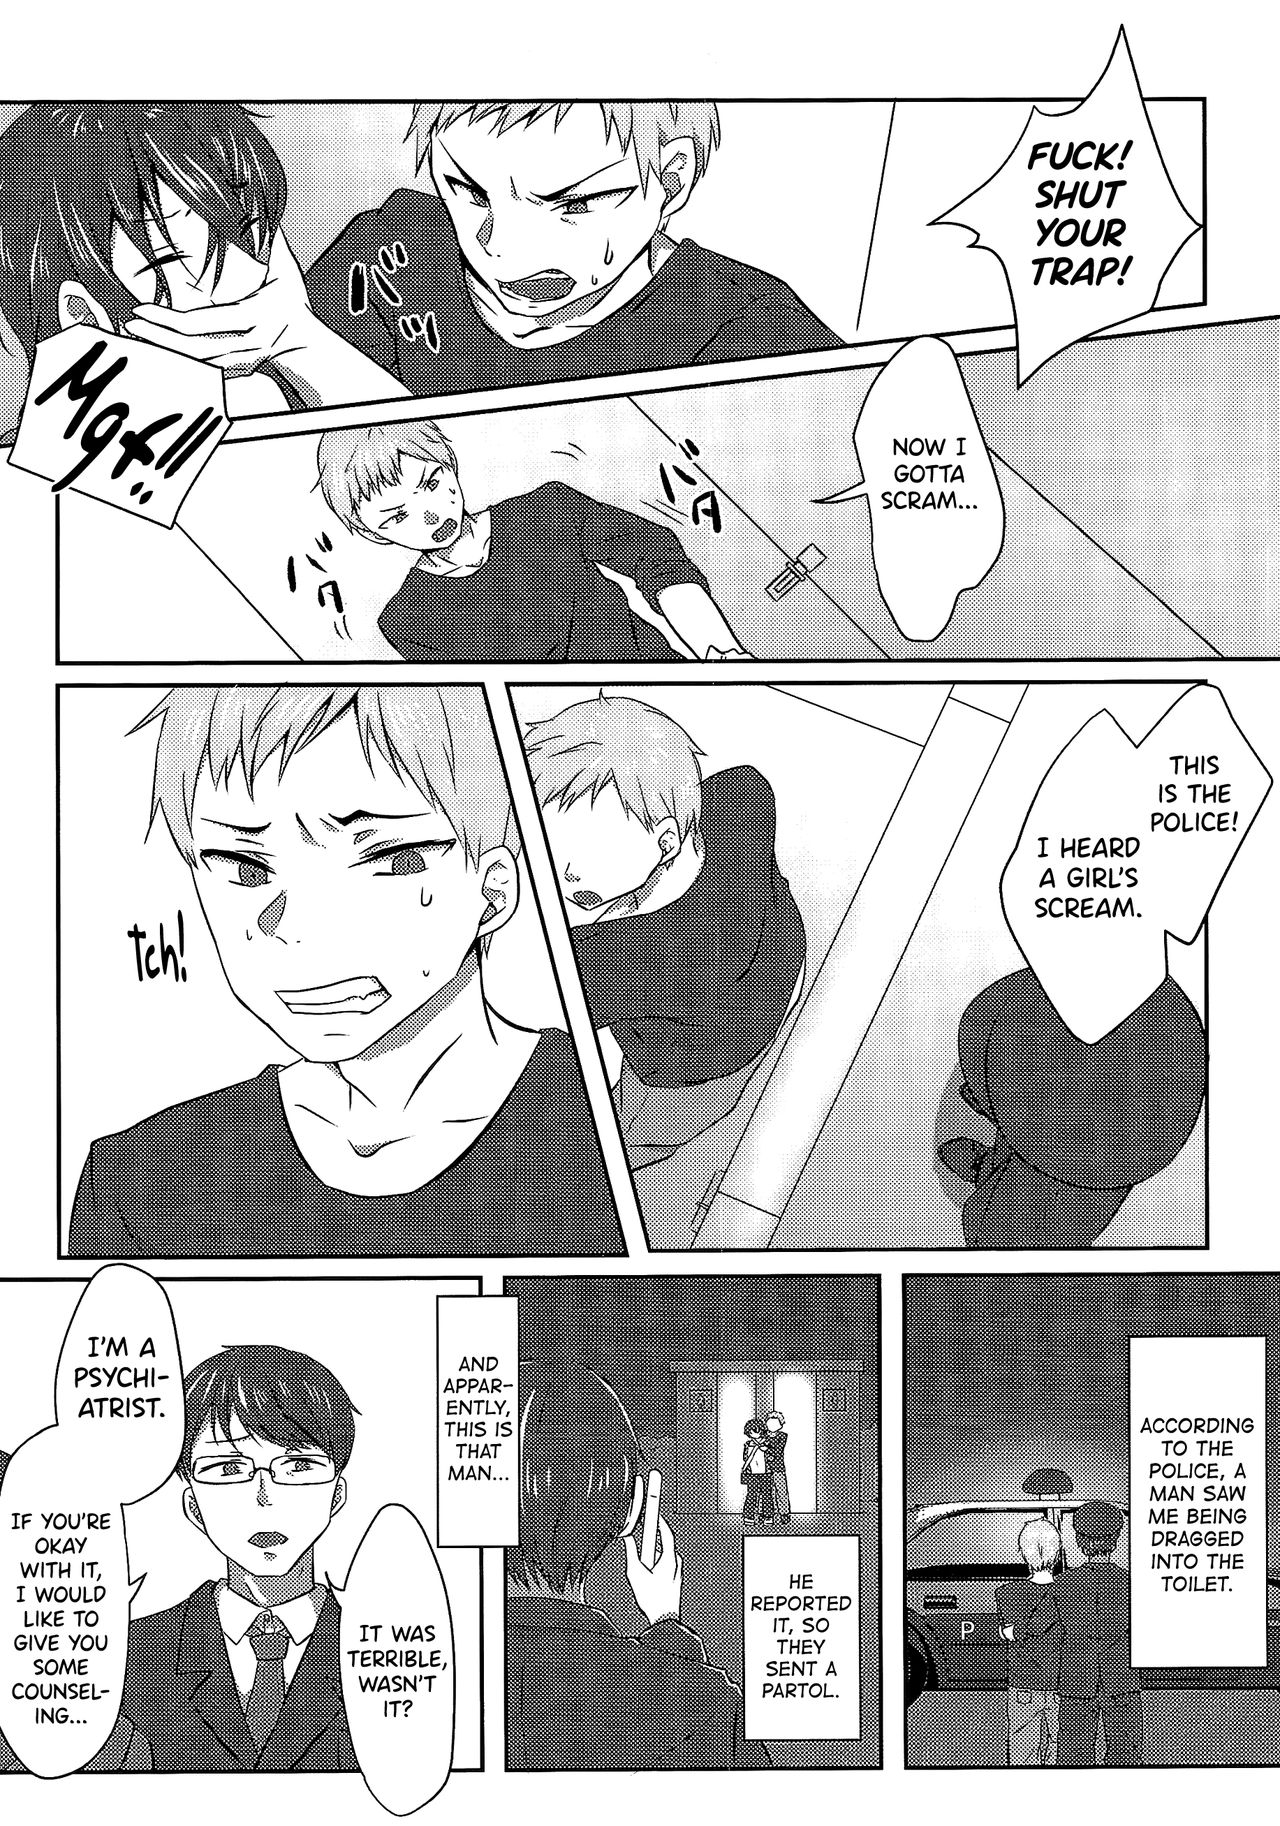 FUCK!
SHUT
YOUR
TRAP!
バ
ッ
Mgf!!
NOW I
GOTTA
SCRAM...
バ
タ
バ
タ
THIS
IS THE
POLICE!
I HEARD
A GIRL'S
SCREAM.
tch!
ACCORDING
TO THE
POLICE, A
MAN SAW
ME BEING
DRAGGED
INTO THE
TOILET.
P
HE
REPORTED
IT, SO
THEY
SENT A
PARTOL.
AND
APPAR-
ENTLY,
THIS IS
THAT
MAN...
IT WAS
TERRIBLE,
WASN'T
IT?
I'M A
PSYCHI-
ATRIST.
IF YOU'RE
OKAY
WITH IT,
I WOULD
LIKE TO
GIVE YOU
SOME
COUNSEL-
ING...